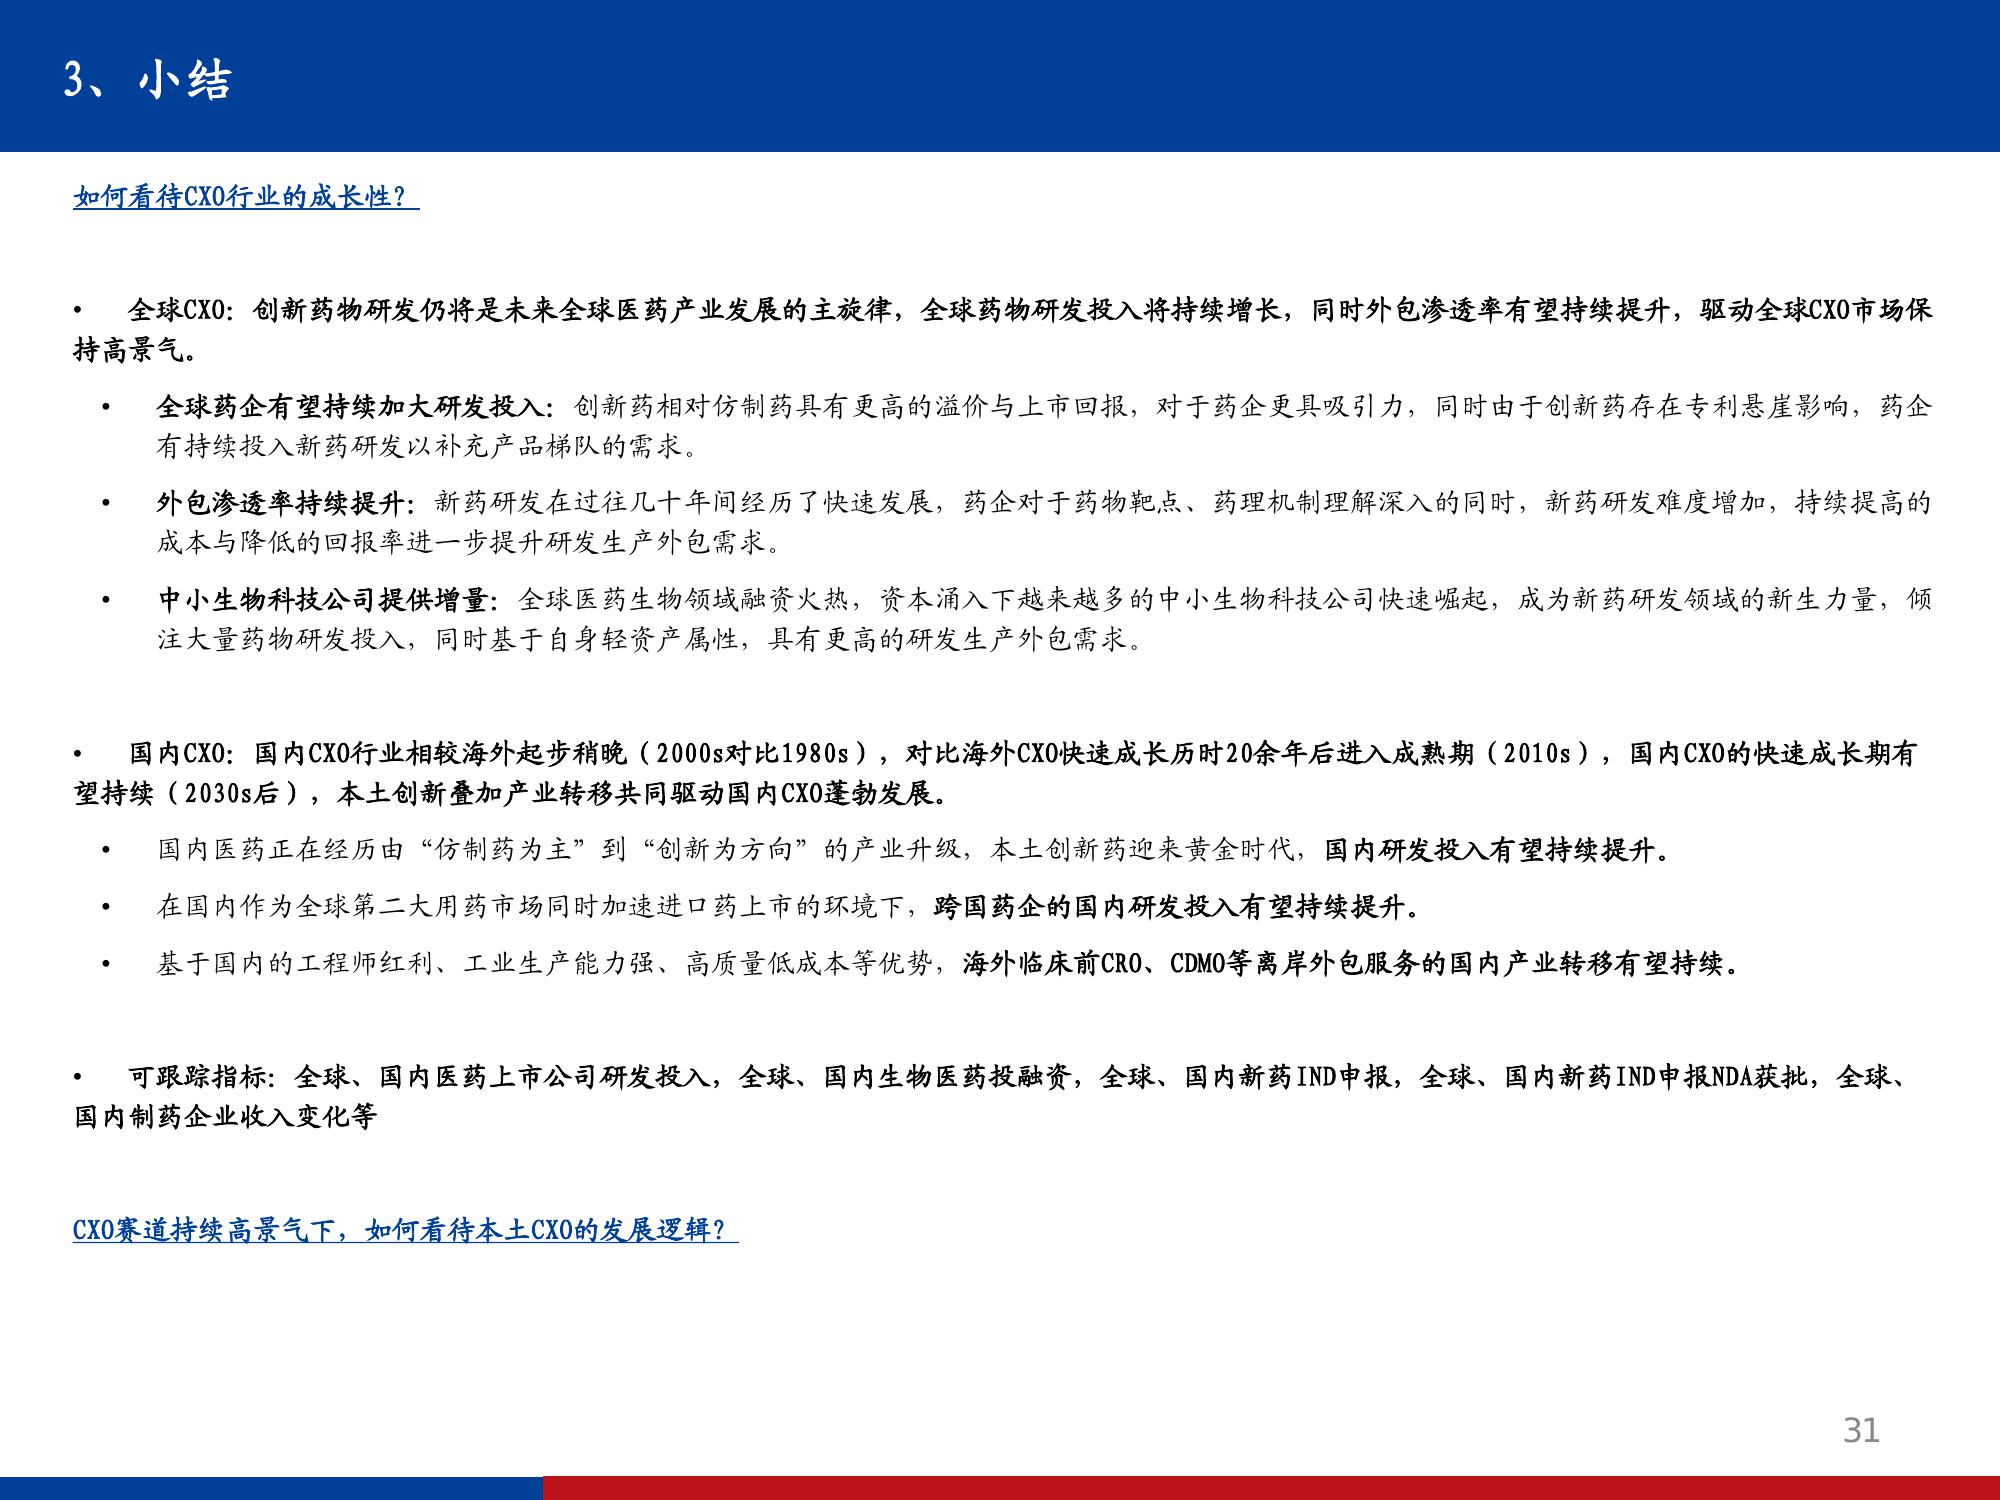 3、小结
如何看待CXO行业的成长性？
• 全球CXO：创新药物研发仍将是未来全球医药产业发展的主旋律，全球药物研发投入将持续增长，同时外包渗透率有望持续提升，驱动全球CXO市场保
持高景气。
• 全球药企有望持续加大研发投入：创新药相对仿制药具有更高的溢价与上市回报，对于药企更具吸引力，同时由于创新药存在专利悬崖影响，药企
有持续投入新药研发以补充产品梯队的需求。
• 外包渗透率持续提升：新药研发在过往几十年间经历了快速发展，药企对于药物靶点、药理机制理解深入的同时，新药研发难度增加，持续提高的
成本与降低的回报率进一步提升研发生产外包需求。
• 中小生物科技公司提供增量：全球医药生物领域融资火热，资本涌入下越来越多的中小生物科技公司快速崛起，成为新药研发领域的新生力量，倾
注大量药物研发投入，同时基于自身轻资产属性，具有更高的研发生产外包需求。
• 国内CXO：国内CXO行业相较海外起步稍晚（2000s对比1980s），对比海外CXO快速成长历时20余年后进入成熟期（2010s），国内CXO的快速成长期有
望持续（2030s后），本土创新叠加产业转移共同驱动国内CXO蓬勃发展。
• 国内医药正在经历由“仿制药为主”到“创新为方向”的产业升级，本土创新药迎来黄金时代，国内研发投入有望持续提升。
• 在国内作为全球第二大用药市场同时加速进口药上市的环境下，跨国药企的国内研发投入有望持续提升。
• 基于国内的工程师红利、工业生产能力强、高质量低成本等优势，海外临床前CRO、CDMO等离岸外包服务的国内产业转移有望持续。
• 可跟踪指标：全球、国内医药上市公司研发投入，全球、国内生物医药投融资，全球、国内新药IND申报，全球、国内新药IND申报NDA获批，全球、
国内制药企业收入变化等
CXO赛道持续高景气下，如何看待本土CXO的发展逻辑？
31